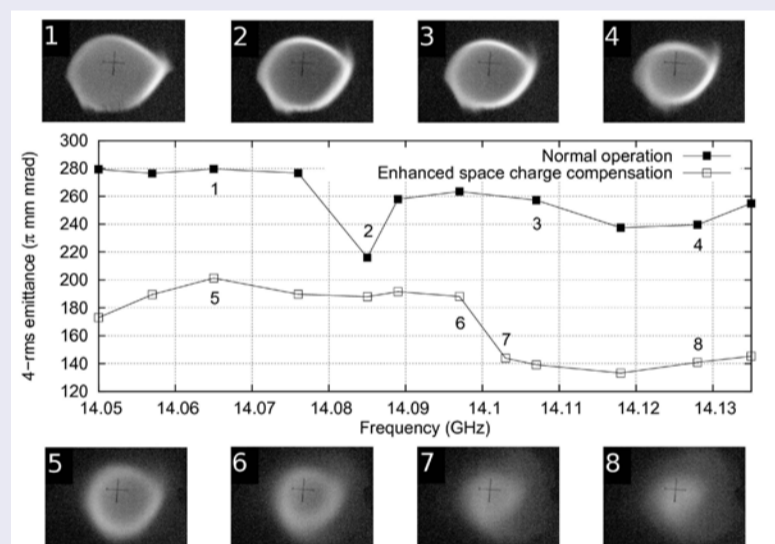 1 2 3 4
300
280
260
240
220
200
180
160
140
120
4−rms emittance (π mm mrad)
Normal operation
Enhanced space charge compensation
1
2
3
4
5
6
7
8
14.05 14.06 14.07 14.08 14.09 14.1 14.11 14.12 14.13
Frequency (GHz)
5 6 7 8